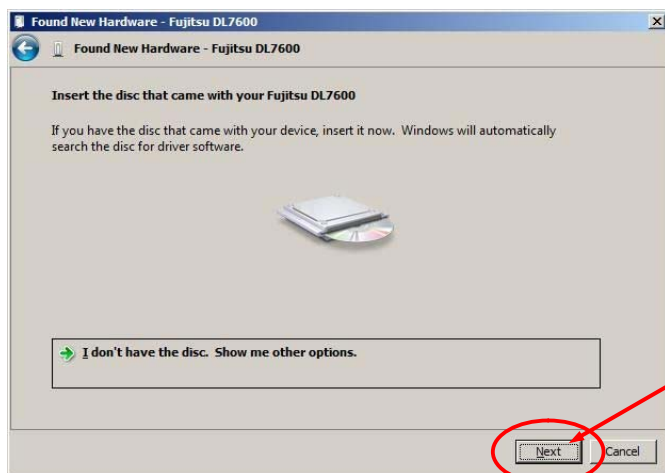 Found New Hardware - Fujitsu DL7600
Found New Hardware - Fujitsu DL7600
Insert the disc that came with your Fujitsu DL7600
If you have the disc that came with your device, insert it now. Windows will automatically
search the disc for driver software.
I don't have the disc. Show me other options.
Next Cancel